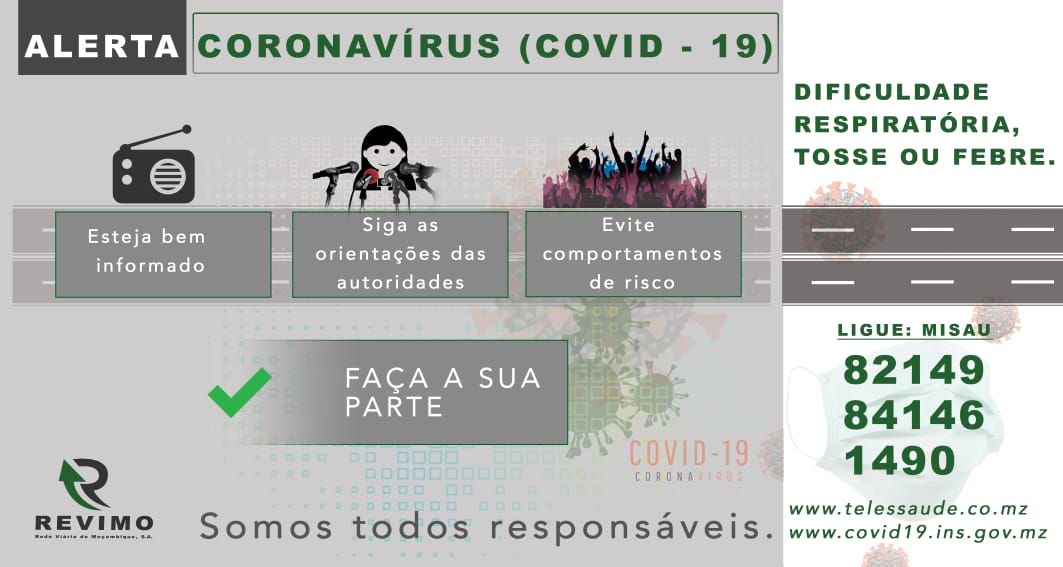 ALERTA
CORONAVÍRUS (COVID - 19)
DIFICULDADE
RESPIRATÓRIA,
TOSSE OU FEBRE.
Esteja bem
informado
Siga as
orientações das
autoridades
Evite
comportamentos
de risco
LIGUE: MISAU
82149
84146
1490
FAÇA A SUA
PARTE
COVID-19
CORONAVIRUS
REVIMO
Rede Viária de Moçambique, S.A.
Somos todos responsáveis.
www.telessaude.co.mz
www.covid19.ins.gov.mz